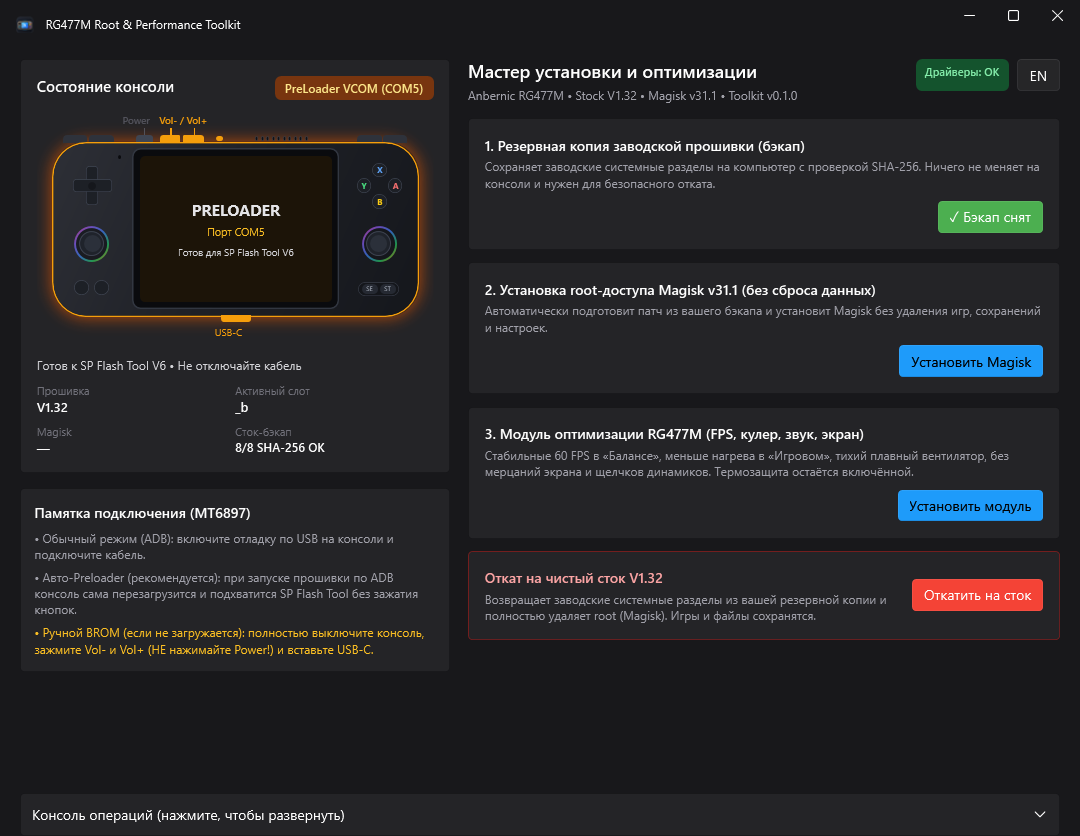 RG477M Root & Performance Toolkit
Состояние консоли
PreLoader VCOM (COM5)
Power Vol- / Vol+
X
Y A
B
PRELOADER
Порт COM5
Готов для SP Flash Tool V6
SE ST
USB-C
Готов к SP Flash Tool V6 • Не отключайте кабель
Прошивка Активный слот
V1.32 _b
Magisk Сток-бэкап
— 8/8 SHA-256 OK
Памятка подключения (MT6897)
• Обычный режим (ADB): включите отладку по USB на консоли и
подключите кабель.
• Авто-Preloader (рекомендуется): при запуске прошивки по ADB
консоль сама перезагрузится и подхватится SP Flash Tool без зажатия
кнопок.
• Ручной BROM (если не загружается): полностью выключите консоль,
зажмите Vol- и Vol+ (НЕ нажимайте Power!) и вставьте USB-C.
Мастер установки и оптимизации
Anbernic RG477M • Stock V1.32 • Magisk v31.1 • Toolkit v0.1.0
Драйверы: OK
EN
1. Резервная копия заводской прошивки (бэкап)
Сохраняет заводские системные разделы на компьютер с проверкой SHA-256. Ничего не меняет на
консоли и нужен для безопасного отката.
✓ Бэкап снят
2. Установка root-доступа Magisk v31.1 (без сброса данных)
Автоматически подготовит патч из вашего бэкапа и установит Magisk без удаления игр, сохранений
и настроек.
Установить Magisk
3. Модуль оптимизации RG477M (FPS, кулер, звук, экран)
Стабильные 60 FPS в «Балансе», меньше нагрева в «Игровом», тихий плавный вентилятор, без
мерцаний экрана и щелчков динамиков. Термозащита остаётся включённой.
Установить модуль
Откат на чистый сток V1.32
Возвращает заводские системные разделы из вашей резервной копии и
полностью удаляет root (Magisk). Игры и файлы сохранятся.
Откатить на сток
Консоль операций (нажмите, чтобы развернуть)